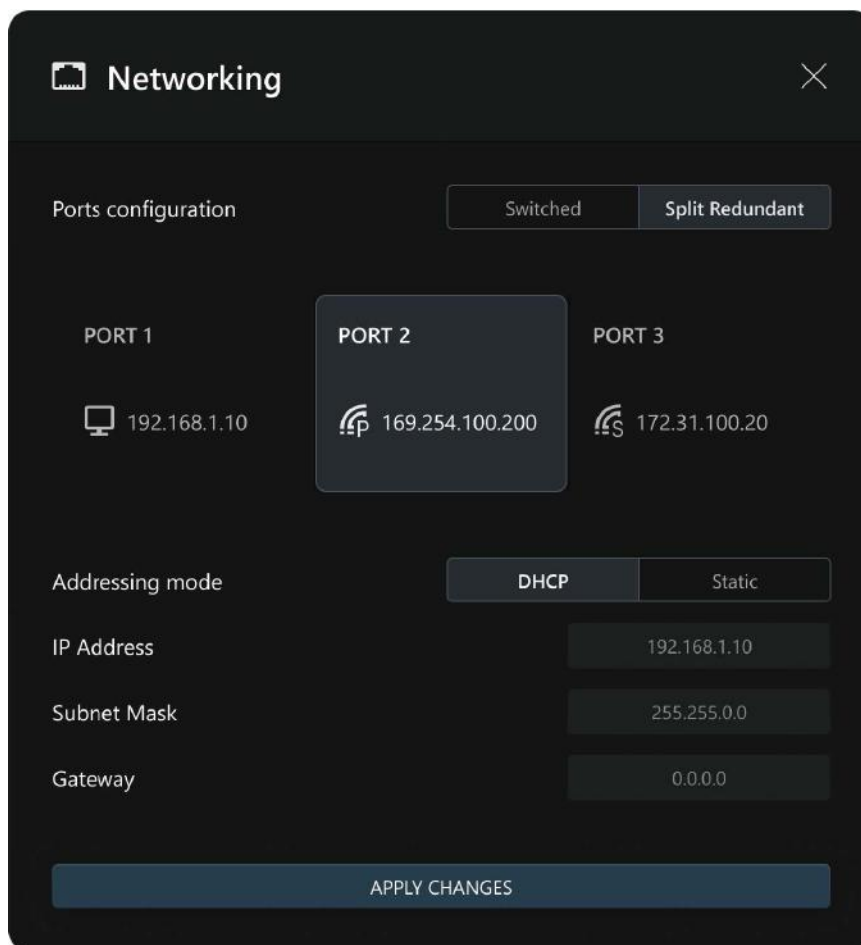 Networking
Ports configuration Switched Split Redundant
PORT 1 PORT 2 PORT 3
192.168.1.10 P 169.254.100.200 S 172.31.100.20
Addressing mode DHCP Static
IP Address 192.168.1.10
Subnet Mask 255.255.0.0
Gateway 0.0.0.0
APPLY CHANGES